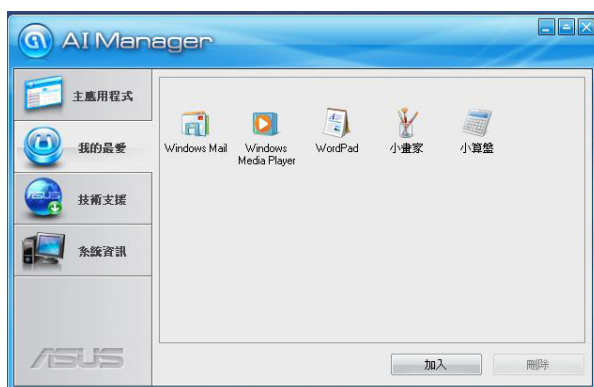 AI Manager
主應用程式
我的最愛
技術支援
系統資訊
Windows Mail
Windows
Media Player
WordPad
小畫家
小算盤
ASUS
加入
刪除